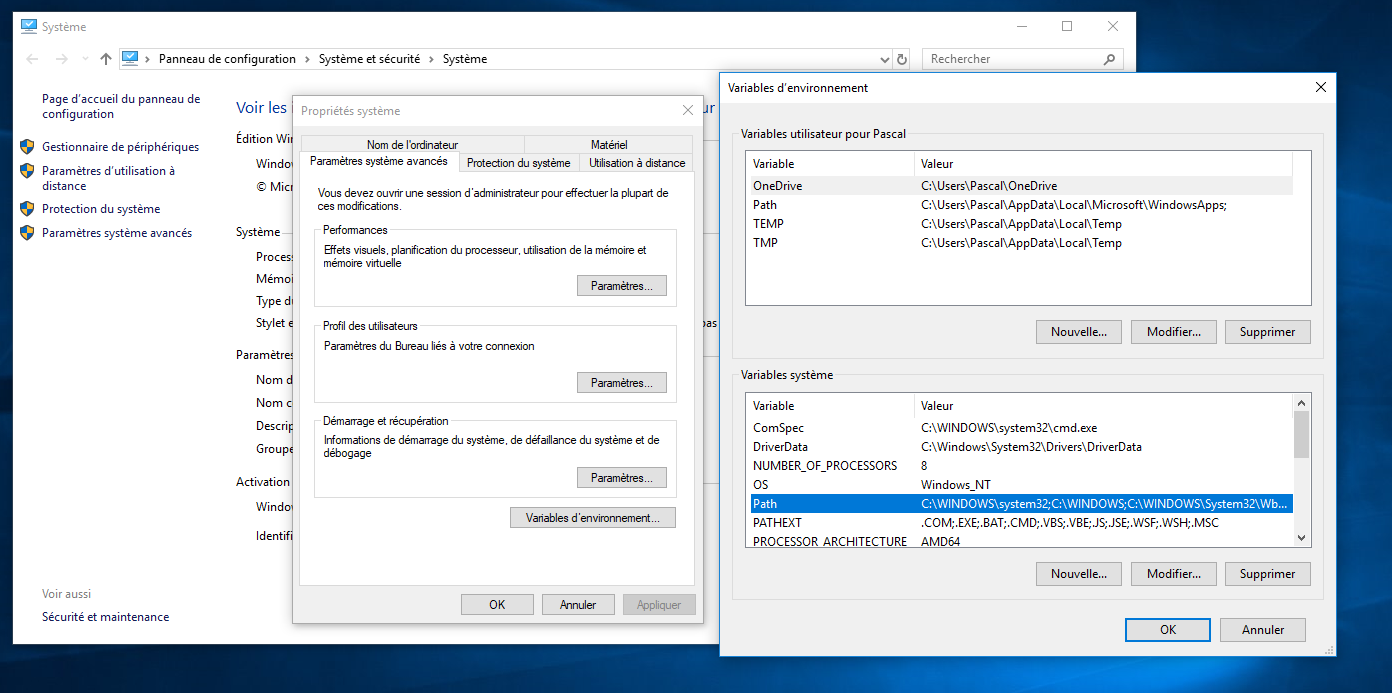 Système
Panneau de configuration > Système et sécurité > Système
Rechercher
Page d'accueil du panneau de
configuration
Gestionnaire de périphériques
Paramètres d'utilisation à
distance
Protection du système
Paramètres système avancés
Voir aussi
Sécurité et maintenance
Voir les
ur
Édition Win
Windo
© Micr
Système
Process
Mémoi
Type du
Stylet e
pas
Paramètres
Nom d
Nom c
Descrip
Groupe
Activation
Window
Identifi
Propriétés système
Nom de l'ordinateur
Matériel
Paramètres système avancés
Protection du système
Utilisation à distance
Vous devez ouvrir une session d'administrateur pour effectuer la plupart de
ces modifications.
Performances
Effets visuels, planification du processeur, utilisation de la mémoire et
mémoire virtuelle
Paramètres...
Profil des utilisateurs
Paramètres du Bureau liés à votre connexion
Paramètres...
Démarrage et récupération
Informations de démarrage du système, de défaillance du système et de
débogage
Paramètres...
Variables d'environnement...
OK
Annuler
Appliquer
Variables d'environnement
Variables utilisateur pour Pascal
Variable Valeur
OneDrive C:\Users\Pascal\OneDrive
Path C:\Users\Pascal\AppData\Local\Microsoft\WindowsApps;
TEMP C:\Users\Pascal\AppData\Local\Temp
TMP C:\Users\Pascal\AppData\Local\Temp
Nouvelle... Modifier... Supprimer
Variables système
Variable Valeur
ComSpec C:\WINDOWS\system32\cmd.exe
DriverData C:\Windows\System32\Drivers\DriverData
NUMBER_OF_PROCESSORS 8
OS Windows_NT
Path C:\WINDOWS\system32;C:\WINDOWS;C:\WINDOWS\System32\Wb...
PATHEXT .COM;.EXE;.BAT;.CMD;.VBS;.VBE;.JS;.JSE;.WSF;.WSH;.MSC
PROCESSOR_ARCHITECTURE AMD64
Nouvelle... Modifier... Supprimer
OK Annuler